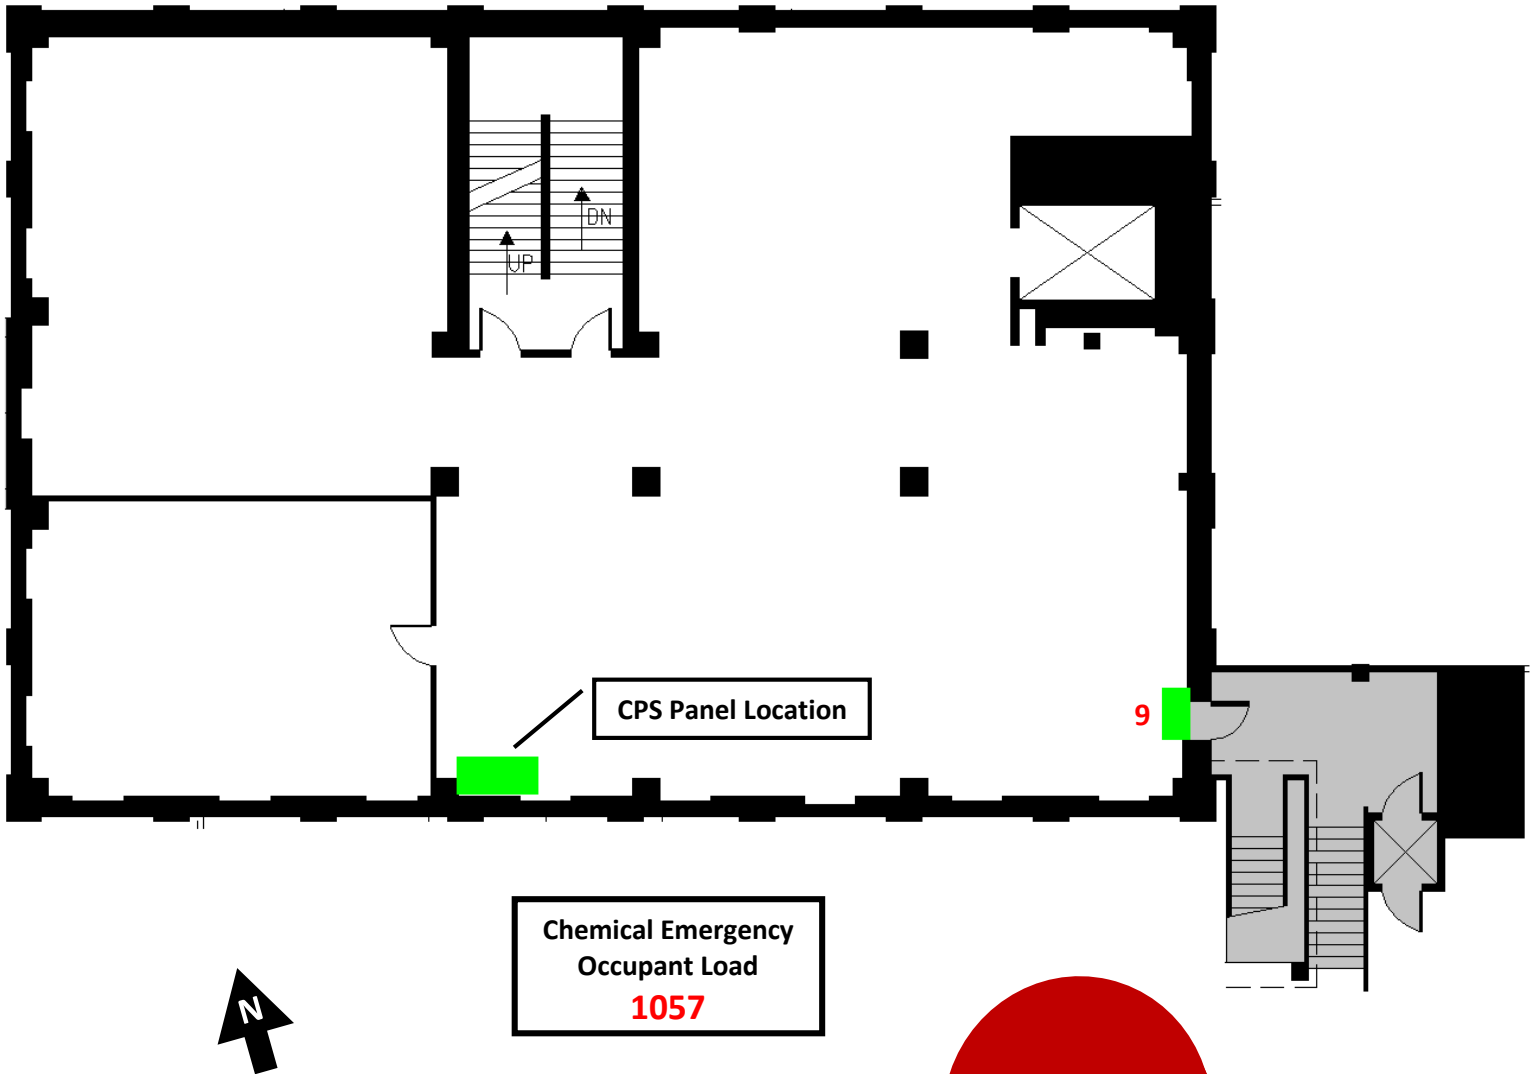 DN
UP
CPS Panel Location
9
Chemical Emergency
Occupant Load
1057
N